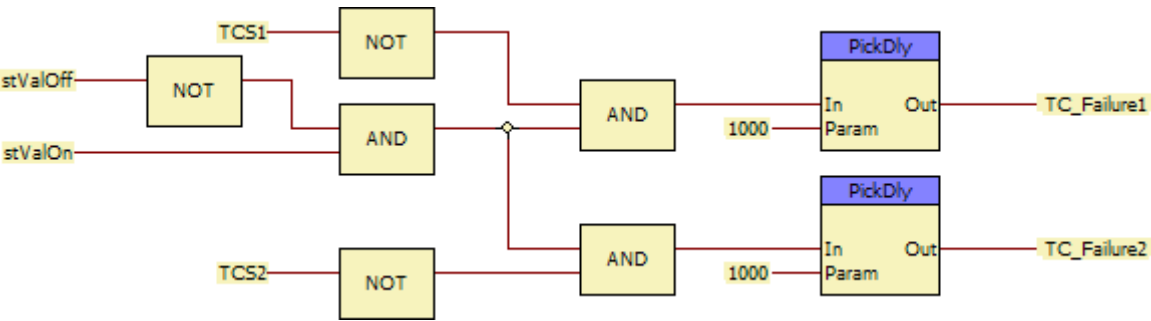 TCS1
NOT
PickDly
stValOff
NOT
In
Out
TC_Failure1
AND
1000
Param
AND
stValOn
PickDly
In
Out
TC_Failure2
AND
TCS2
NOT
1000
Param